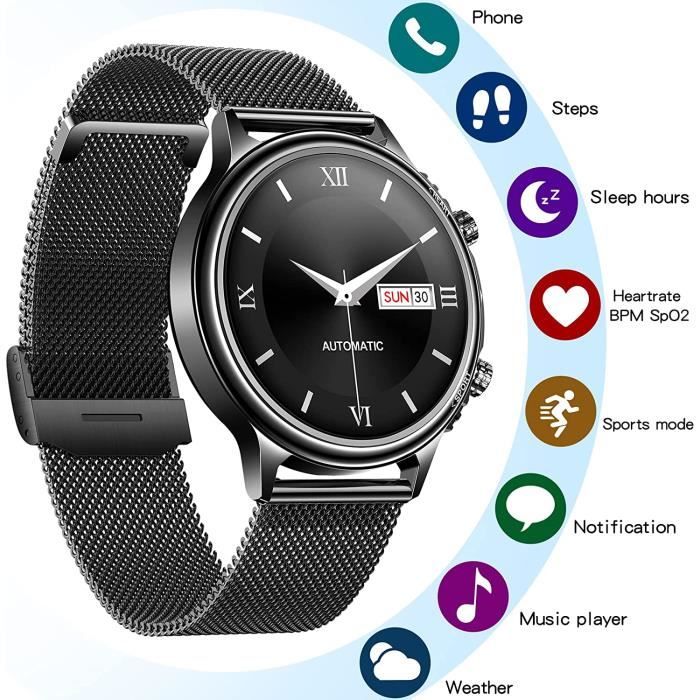 Phone
Steps
Sleep hours
Heartrate
BPM SpO2
Sports mode
Notification
Music player
Weather
XII
IX
SUN 30
III
AUTOMATIC
VI
SPORT